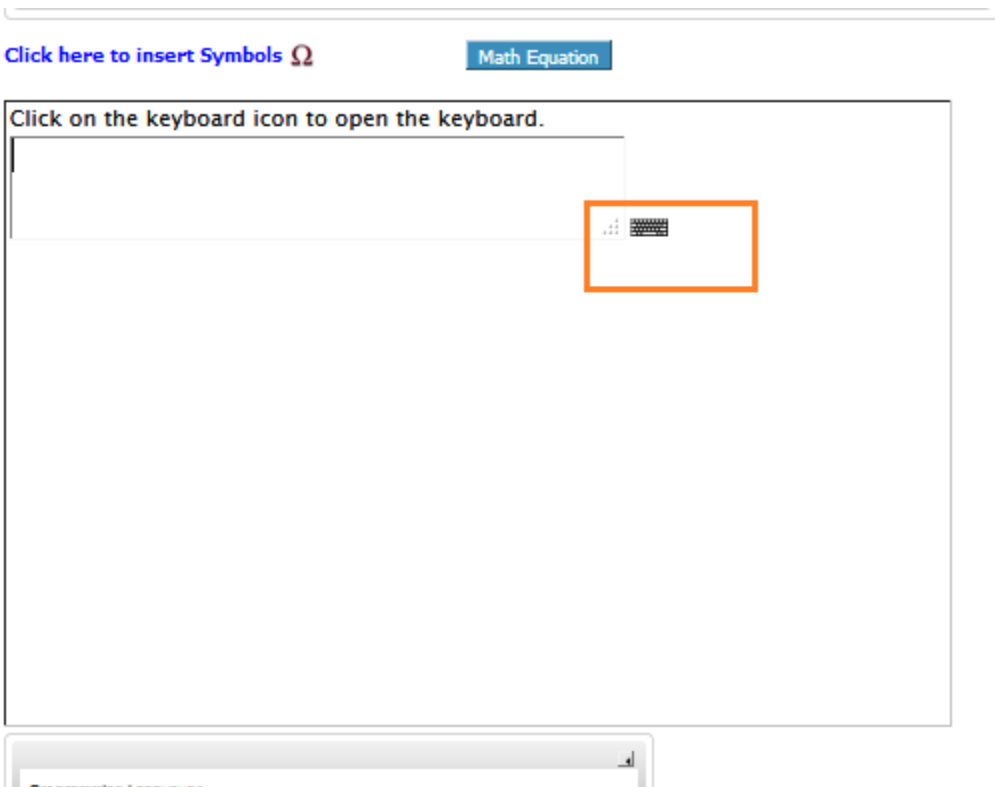 Click here to insert Symbols Ω
Math Equation
Click on the keyboard icon to open the keyboard.